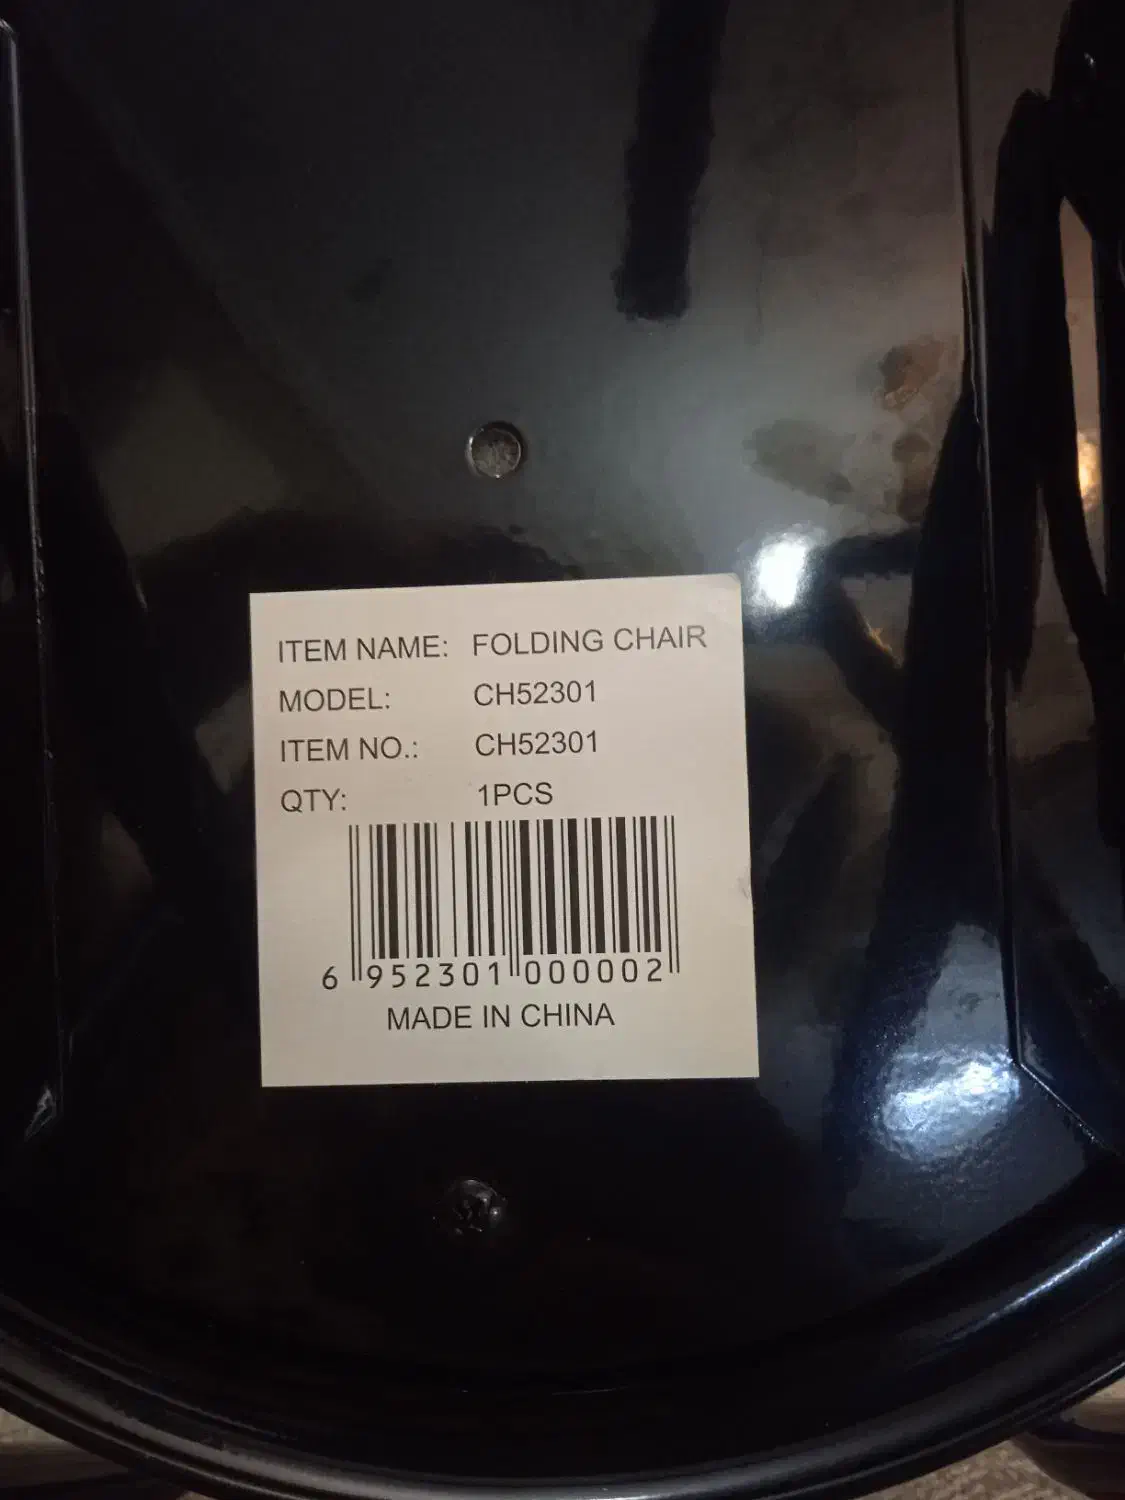 ITEM NAME: FOLDING CHAIR
MODEL: CH52301
ITEM NO.: CH52301
QTY: 1PCS
6 952301 000002
MADE IN CHINA